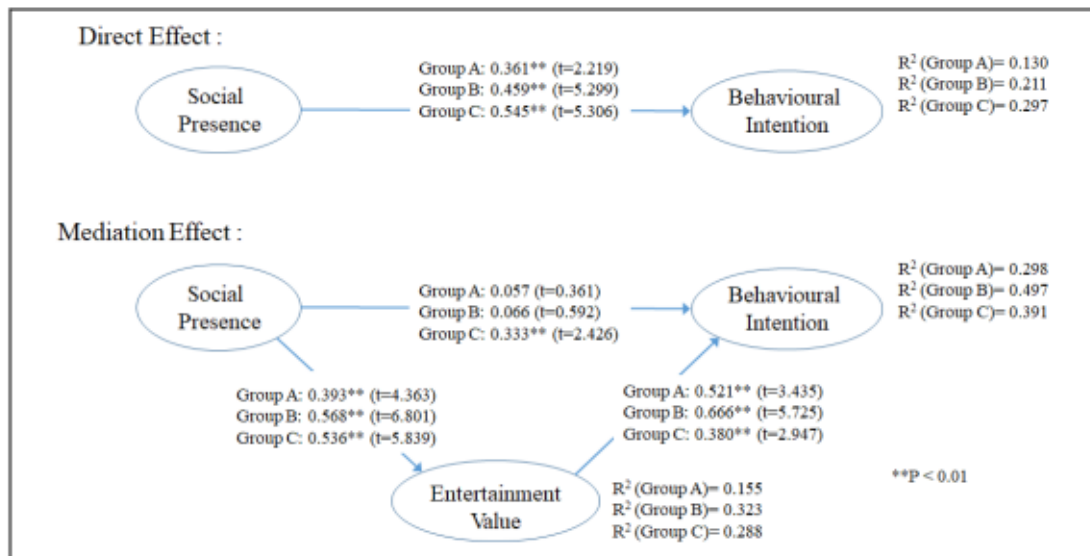 Direct Effect :
Social
Presence
Group A: 0.361** (t=2.219)
Group B: 0.459** (t=5.299)
Group C: 0.545** (t=5.306)
Behavioural
Intention
R² (Group A)= 0.130
R² (Group B)= 0.211
R² (Group C)= 0.297
Mediation Effect :
Social
Presence
Group A: 0.057 (t=0.361)
Group B: 0.066 (t=0.592)
Group C: 0.333** (t=2.426)
Behavioural
Intention
R² (Group A)= 0.298
R² (Group B)= 0.497
R² (Group C)= 0.391
Group A: 0.393** (t=4.363)
Group B: 0.568** (t=6.801)
Group C: 0.536** (t=5.839)
Group A: 0.521** (t=3.435)
Group B: 0.666** (t=5.725)
Group C: 0.380** (t=2.947)
Entertainment
Value
R² (Group A)= 0.155
R² (Group B)= 0.323
R² (Group C)= 0.288
**P < 0.01